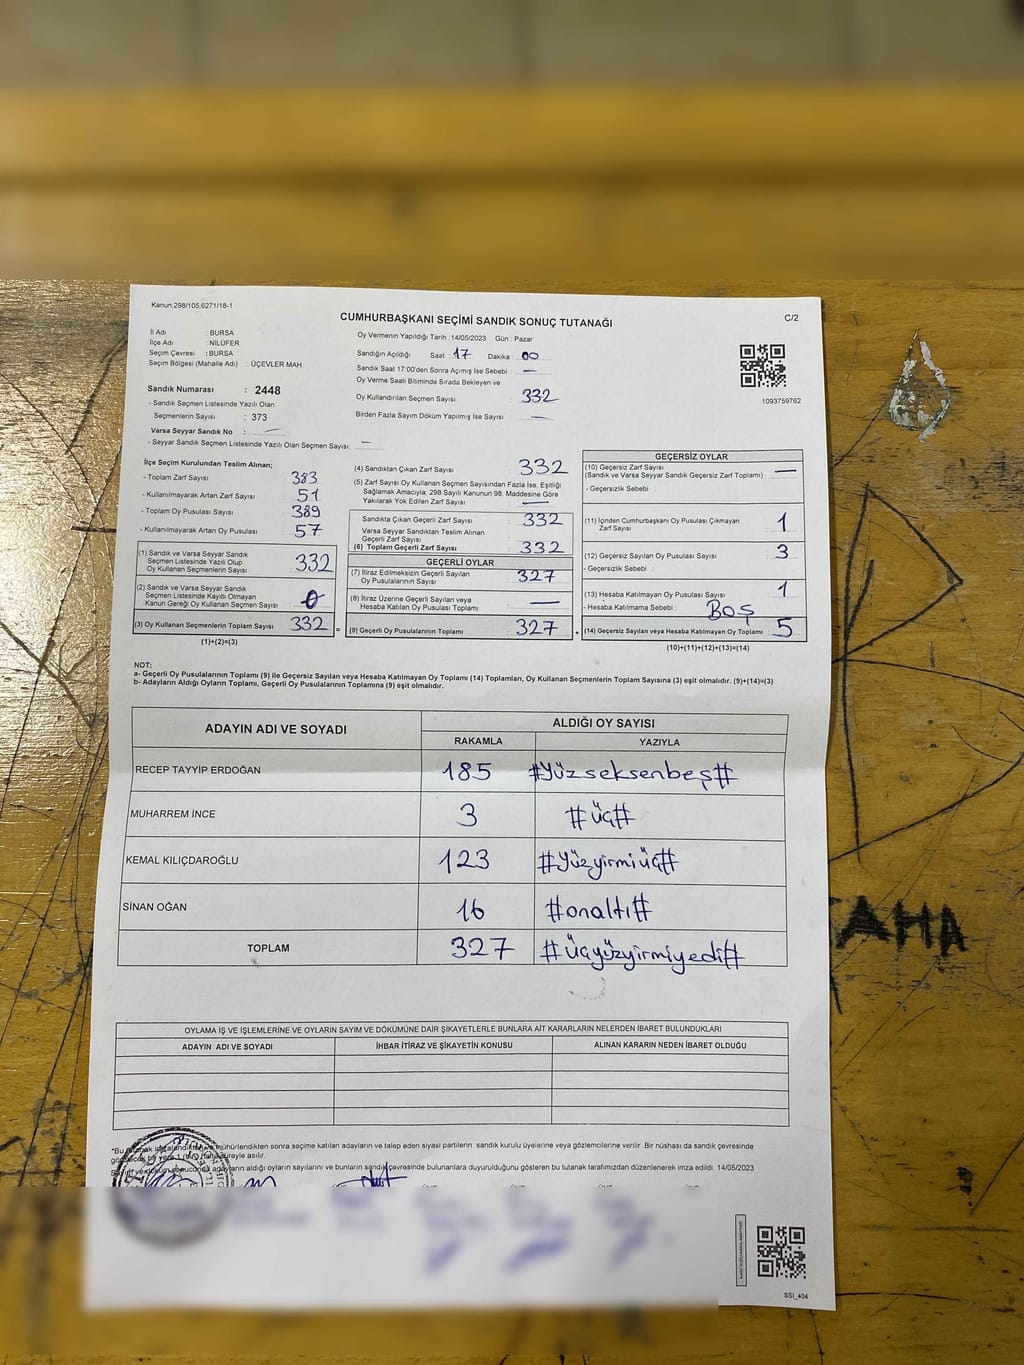 Kanun;298/105;6271/18-1
CUMHURBAŞKANI SEÇİMİ SANDIK SONUÇ TUTANAĞI
C/2
İl Adı : BURSA
İlçe Adı : NİLÜFER
Seçim Çevresi : BURSA
Seçim Bölgesi (Mahalle Adı) : ÜÇEVLER MAH
Sandık Numarası : 2448
- Sandık Seçmen Listesinde Yazılı Olan
Seçmenlerin Sayısı : 373
Varsa Seyyar Sandık No : —
- Seyyar Sandık Seçmen Listesinde Yazılı Olan Seçmen Sayısı: —
Oy Vermenin Yapıldığı Tarih :14/05/2023 Gün : Pazar
Sandığın Açıldığı Saat : 17 Dakika : 00
Sandık Saat 17:00'den Sonra Açımış İse Sebebi : —
Oy Verme Saati Bitiminde Sırada Bekleyen ve
Oy Kullandırılan Seçmen Sayısı : 332
Birden Fazla Sayım Döküm Yapılmış İse Sayısı : —
1093759762
İlçe Seçim Kurulundan Teslim Alınan;
- Toplam Zarf Sayısı : 383
- Kullanılmayarak Artan Zarf Sayısı : 51
- Toplam Oy Pusulası Sayısı : 389
- Kullanılmayarak Artan Oy Pusulası : 57
(1) Sandık ve Varsa Seyyar Sandık
Seçmen Listesinde Yazılı Olup
Oy Kullanan Seçmenlerin Sayısı : 332
(2) Sandık ve Varsa Seyyar Sandık
Seçmen Listesinde Kayıtlı Olmayan
Kanun Gereği Oy Kullanan Seçmen Sayısı : 0
(3) Oy Kullanan Seçmenlerin Toplam Sayısı : 332
(1)+(2)=(3)
(4) Sandıktan Çıkan Zarf Sayısı : 332
(5) Zarf Sayısı Oy Kullanan Seçmen Sayısından Fazla İse, Eşitliği
Sağlamak Amacıyla, 298 Sayılı Kanunun 98. Maddesine Göre
Yakılarak Yok Edilen Zarf Sayısı : —
Sandıkta Çıkan Geçerli Zarf Sayısı : 332
Varsa Seyyar Sandıktan Teslim Alınan
Geçerli Zarf Sayısı :
(6) Toplam Geçerli Zarf Sayısı : 332
GEÇERLİ OYLAR
(7) İtiraz Edilmeksizin Geçerli Sayılan
Oy Pusulalarının Sayısı : 327
(8) İtiraz Üzerine Geçerli Sayılan veya
Hesaba Katılan Oy Pusulası Toplamı : —
(9) Geçerli Oy Pusulalarının Toplamı : 327
GEÇERSİZ OYLAR
(10) Geçersiz Zarf Sayısı
(Sandık ve Varsa Seyyar Sandık Geçersiz Zarf Toplamı) : —
- Geçersizlik Sebebi :
(11) İçinden Cumhurbaşkanı Oy Pusulası Çıkmayan
Zarf Sayısı : 1
(12) Geçersiz Sayılan Oy Pusulası Sayısı : 3
- Geçersizlik Sebebi :
(13) Hesaba Katılmayan Oy Pusulası Sayısı : 1
- Hesaba Katılmama Sebebi : BOŞ
(14) Geçersiz Sayılan veya Hesaba Katılmayan Oy Toplamı : 5
(10)+(11)+(12)+(13)=(14)
NOT:
a- Geçerli Oy Pusulalarının Toplamı (9) ile Geçersiz Sayılan veya Hesaba Katılmayan Oy Toplamı (14) Toplamları, Oy Kullanan Seçmenlerin Toplam Sayısına (3) eşit olmalıdır. (9)+(14)=(3)
b- Adayların Aldığı Oyların Toplamı, Geçerli Oy Pusulalarının Toplamına (9) eşit olmalıdır.
ADAYIN ADI VE SOYADI ALDIĞI OY SAYISI
RAKAMLA YAZIYLA
RECEP TAYYİP ERDOĞAN 185 #Yüzseksenbeş#
MUHARREM İNCE 3 #üç#
KEMAL KILIÇDAROĞLU 123 #Yüzyirmiüç#
SİNAN OĞAN 16 #onaltı#
TOPLAM 327 #Üçyüzyirmiyedi#
OYLAMA İŞ VE İŞLEMLERİNE VE OYLARIN SAYIM VE DÖKÜMÜNE DAİR ŞİKAYETLERLE BUNLARA AİT KARARLARIN NELERDEN İBARET BULUNDUKLARI
ADAYIN ADI VE SOYADI İHBAR İTİRAZ VE ŞİKAYETİN KONUSU ALINAN KARARIN NEDEN İBARET OLDUĞU
mühürlendikten sonra seçime katılan adayların ve talep eden siyasi partilerin sandık kurulu üyelerine veya gözlemcilerine verilir. Bir nüshası da sandık çevresinde
asılır.
adayların aldığı oyların sayılarını ve bunların sandık çevresinde bulunanlara duyurulduğunu gösteren bu tutanak tarafımızdan düzenlenerek imza edildi. 14/05/2023
SSİ_404
TAHA